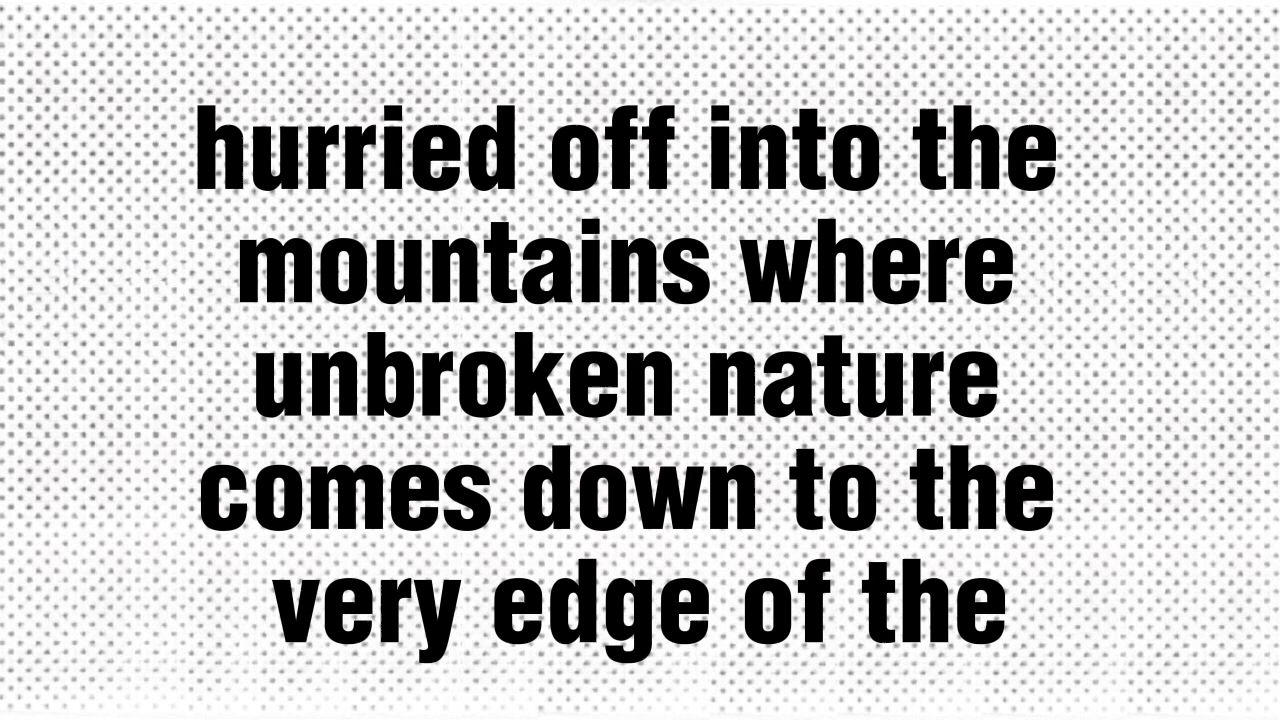 hurried off into the
mountains where
unbroken nature
comes down to the
very edge of the